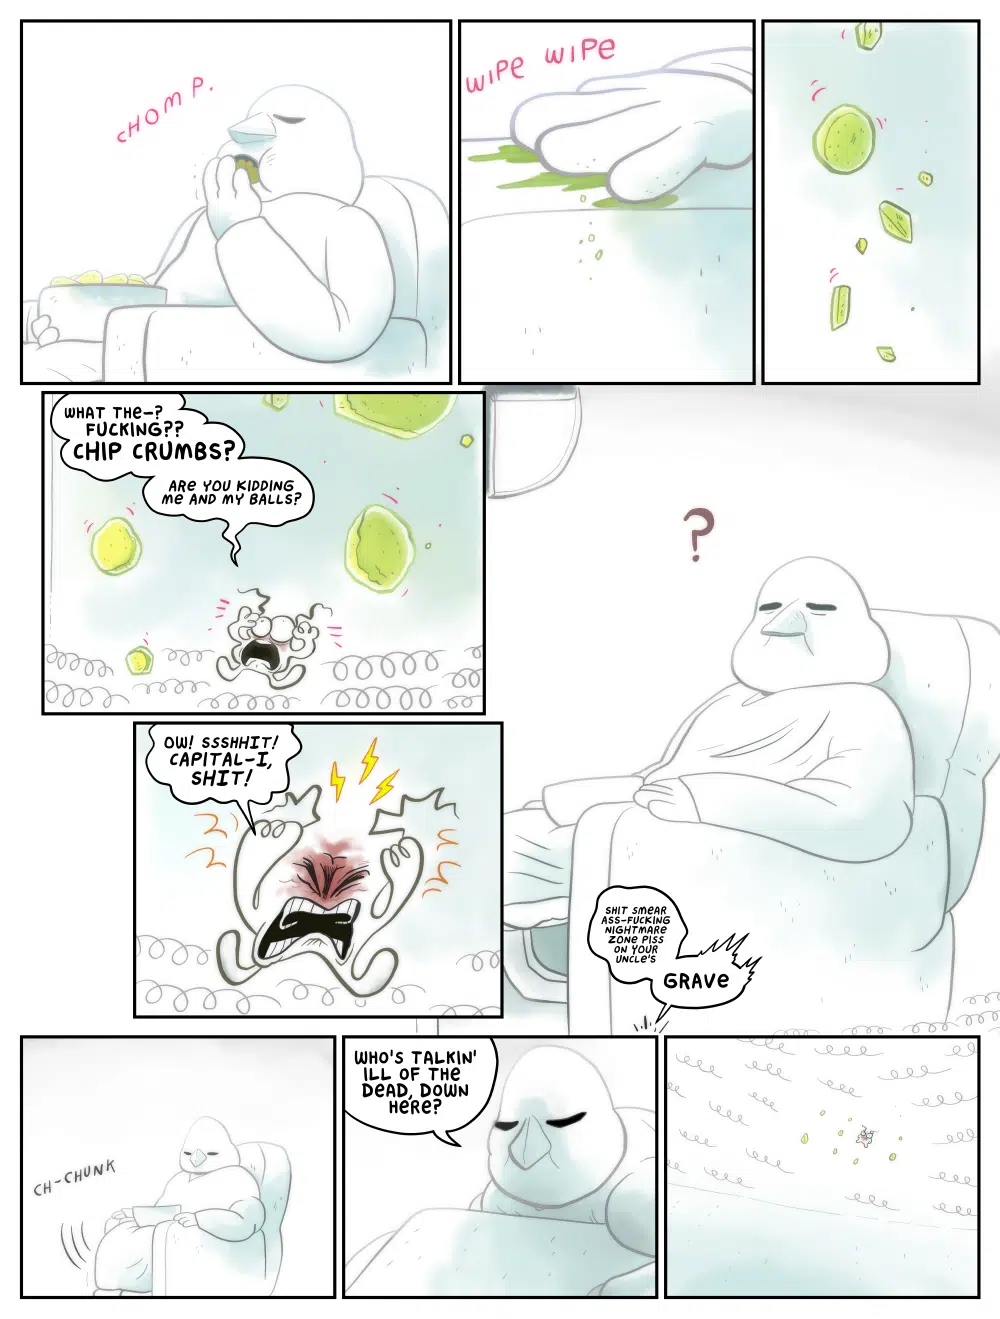 CHOMP.
WIPE WIPE
WHAT THE-?
FUCKING??
CHIP CRUMBS?
ARE YOU KIDDING
ME AND MY BALLS?
?
OW! SSSHHIT!
CAPITAL-I,
SHIT!
SHIT SMEAR
ASS-FUCKING
NIGHTMARE
ZONE PISS
ON YOUR
UNCLE'S
GRAVE
CH-CHUNK
WHO'S TALKIN'
ILL OF THE
DEAD, DOWN
HERE?